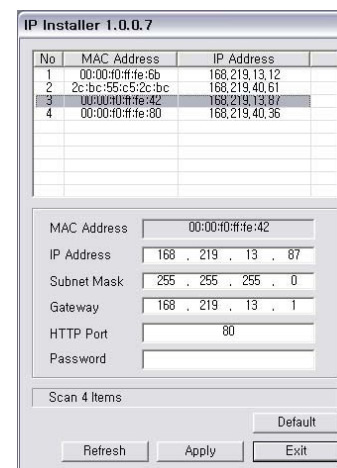 IP Installer 1.0.0.7
No MAC Address IP Address
1 00:00:f0:ff:fe:6b 168,219,13,12
2 2c:bc:55:c5:2c:bc 168,219,40,61
3 00:00:f0:ff:fe:42 168,219,13,87
4 00:00:f0:ff:fe:80 168,219,40,36
MAC Address 00:00:f0:ff:fe:42
IP Address 168 . 219 . 13 . 87
Subnet Mask 255 . 255 . 255 . 0
Gateway 168 . 219 . 13 . 1
HTTP Port 80
Password
Scan 4 Items
Default
Refresh Apply Exit